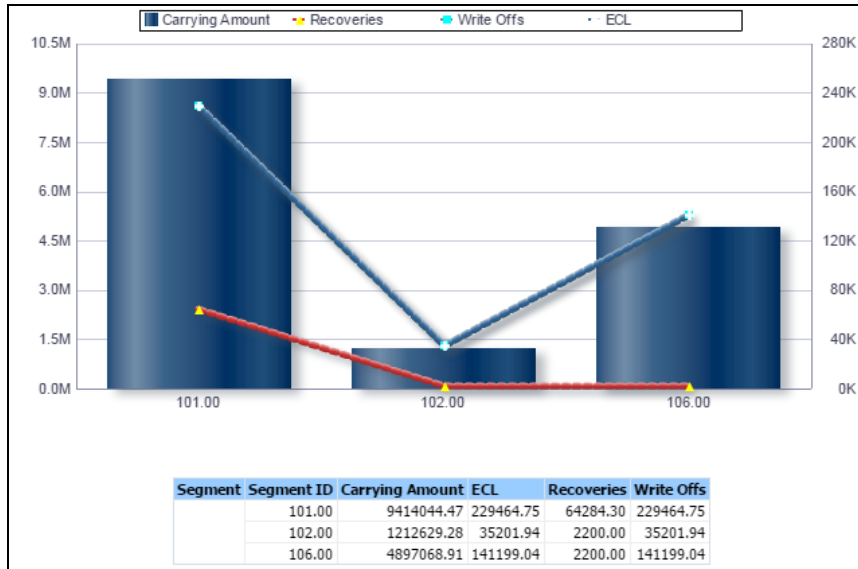 Carrying Amount Recoveries Write Offs ECL
10.5M 280K
9.0M 240K
7.5M 200K
6.0M 160K
4.5M 120K
3.0M 80K
1.5M 40K
0.0M 0K
101.00 102.00 106.00
Segment Segment ID Carrying Amount ECL Recoveries Write Offs
101.00 9414044.47 229464.75 64284.30 229464.75
102.00 1212629.28 35201.94 2200.00 35201.94
106.00 4897068.91 141199.04 2200.00 141199.04